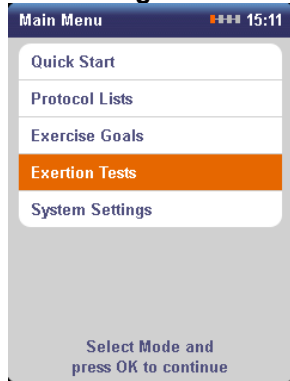 Main Menu 15:11
Quick Start
Protocol Lists
Exercise Goals
Exertion Tests
System Settings
Select Mode and
press OK to continue